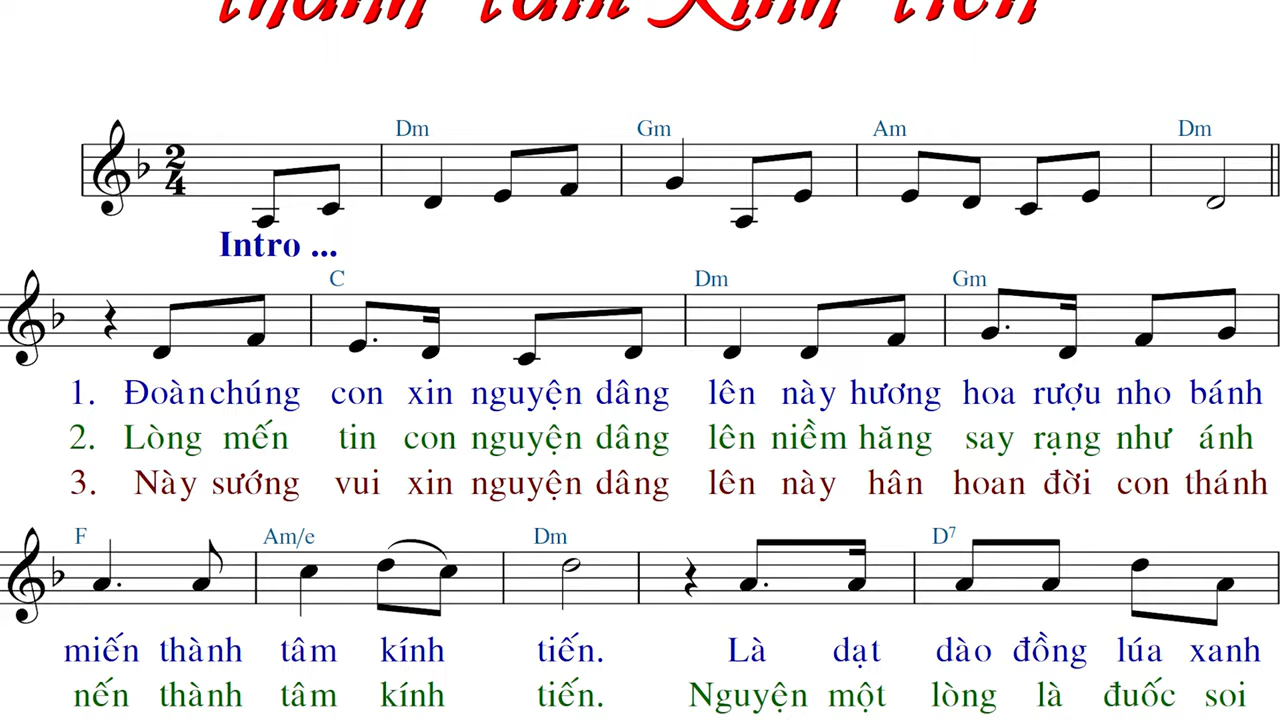 thành tâm kính tiến
Dm Gm Am Dm
2
4
Intro ...
C Dm Gm
1. Đoàn chúng con xin nguyện dâng lên này hương hoa rượu nho bánh
2. Lòng mến tin con nguyện dâng lên niềm hăng say rạng như ánh
3. Này sướng vui xin nguyện dâng lên này hân hoan đời con thánh
F Am/e Dm D7
miến thành tâm kính tiến. Là dạt dào đồng lúa xanh
nến thành tâm kính tiến. Nguyện một lòng là đuốc soi